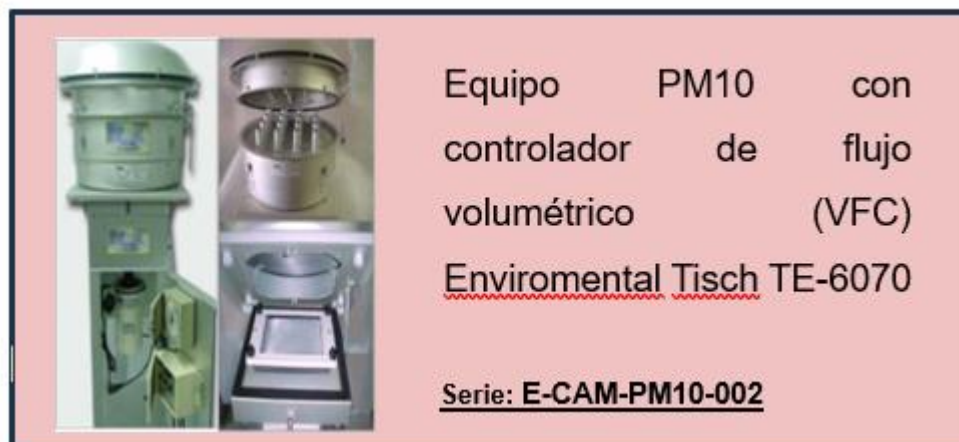 Equipo PM10 con
controlador de flujo
volumétrico (VFC)
Enviromental Tisch TE-6070
Serie: E-CAM-PM10-002